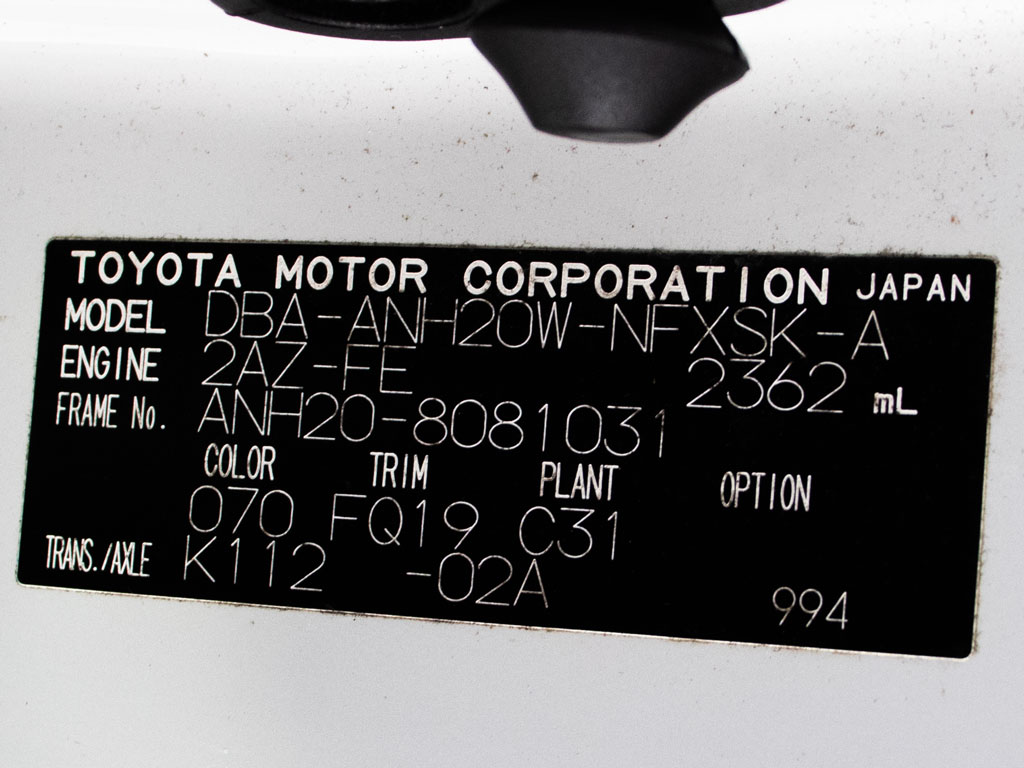 TOYOTA MOTOR CORPORATION JAPAN
MODEL DBA-ANH20W-NFXSK-A
ENGINE 2AZ-FE 2362 mL
FRAME No. ANH20-8081031
COLOR TRIM PLANT OPTION
070 FQ19 C31
TRANS./AXLE K112 -02A 994